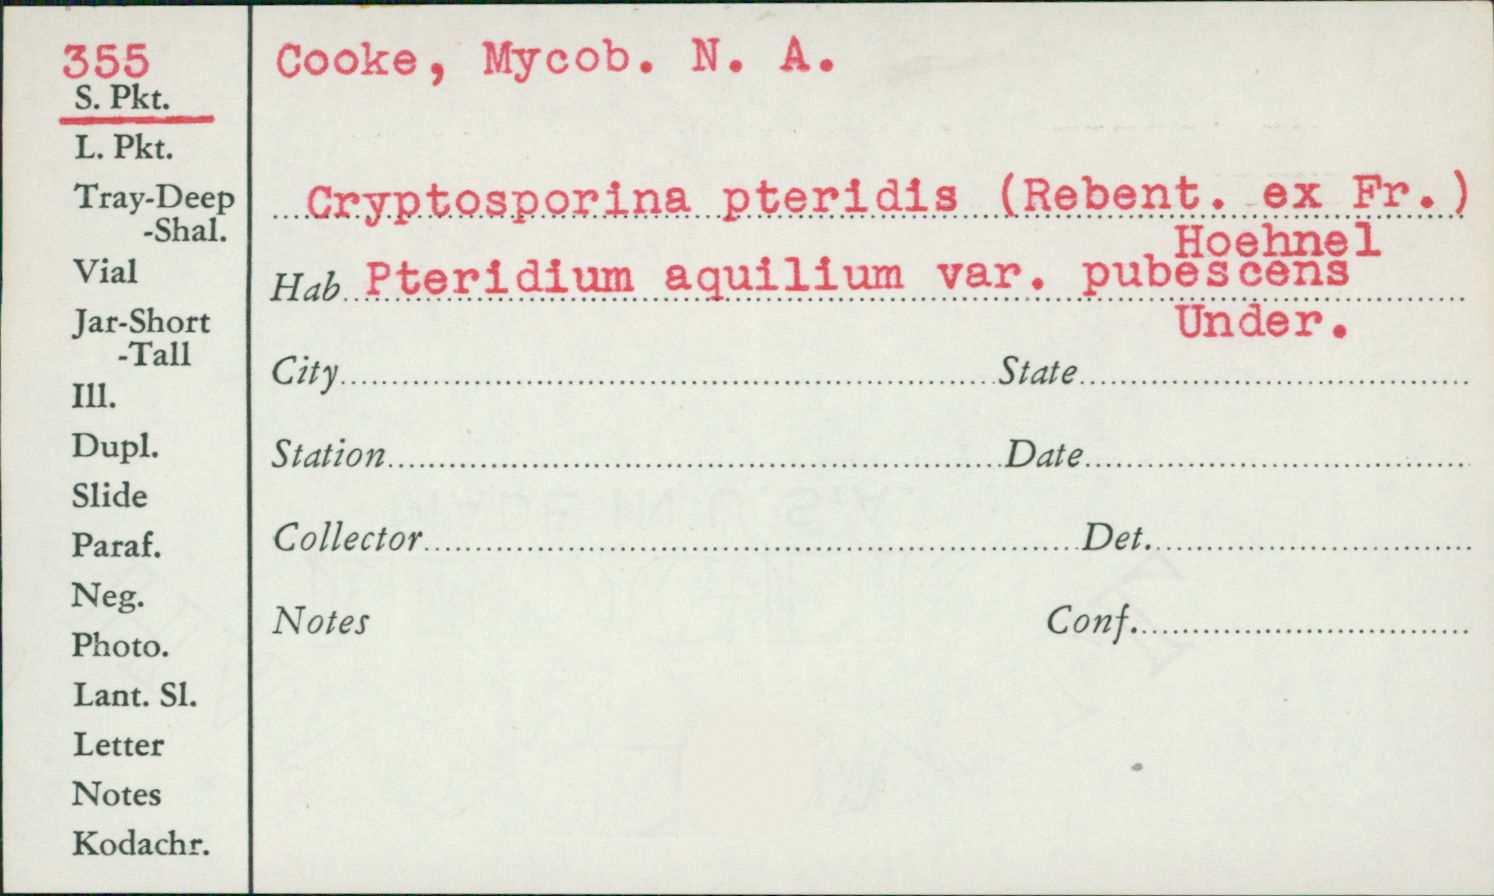 355
S. Pkt.
L. Pkt.
Tray-Deep
-Shal.
Vial
Jar-Short
-Tall
Ill.
Dupl.
Slide
Paraf.
Neg.
Photo.
Lant. Sl.
Letter
Notes
Kodachr.
Cooke, Mycob. N. A.
Cryptosporina pteridis (Rebent. ex Fr.)
Hoehnel
Hab Pteridium aquilium var. pubescens
Under.
City State
Station Date
Collector Det.
Notes Conf.
MADE IN U.S.A.